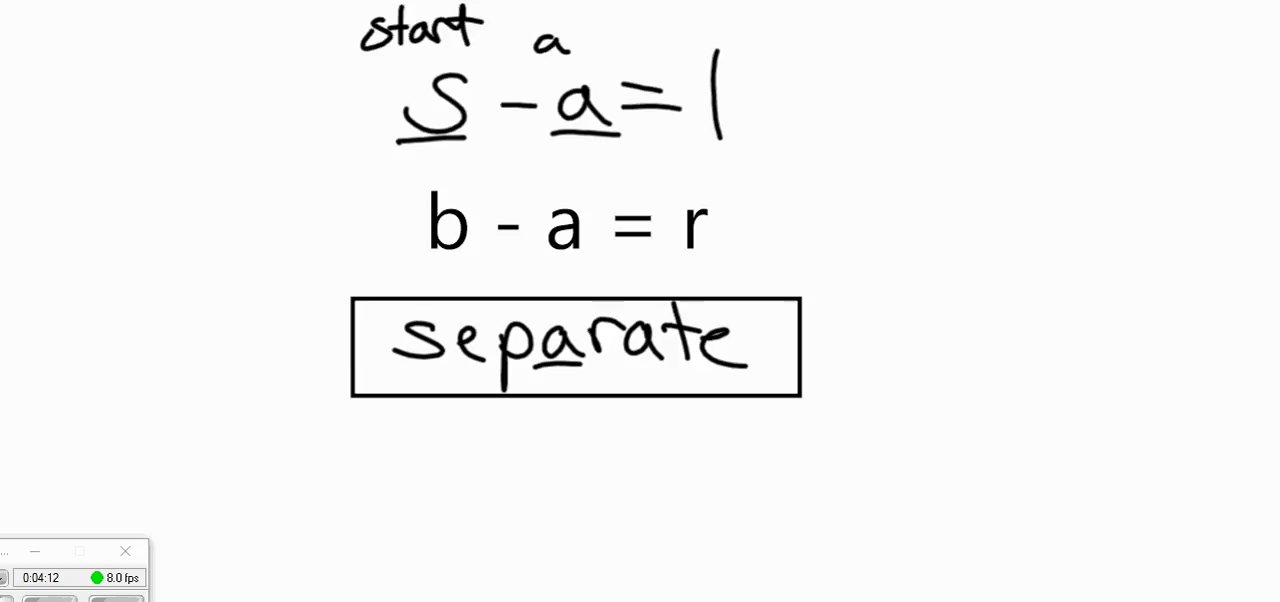 start a
s - a = l
b - a = r
separate
...
0:04:12 8.0 fps